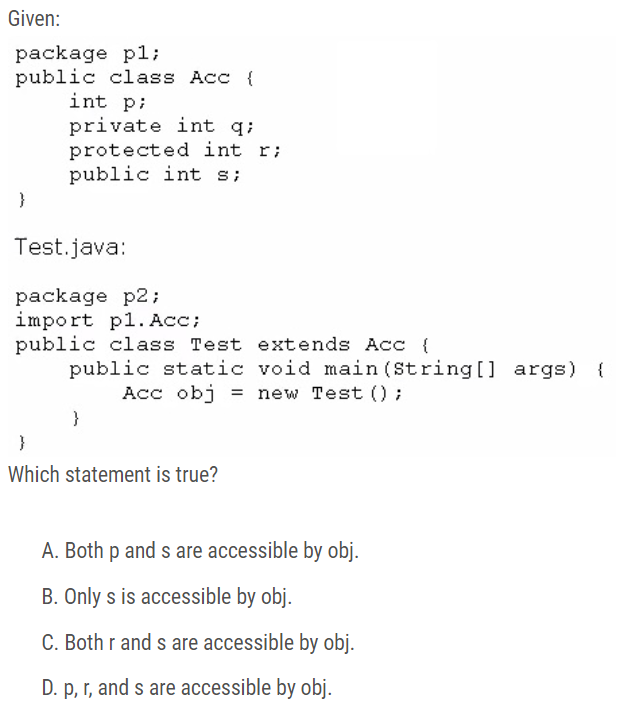 Given:
package p1;
public class Acc {
int p;
private int q;
protected int r;
public int s;
}
Test.java:
package p2;
import p1.Acc;
public class Test extends Acc {
public static void main(String[] args) {
Acc obj = new Test();
}
}
Which statement is true?
A. Both p and s are accessible by obj.
B. Only s is accessible by obj.
C. Both r and s are accessible by obj.
D. p, r, and s are accessible by obj.